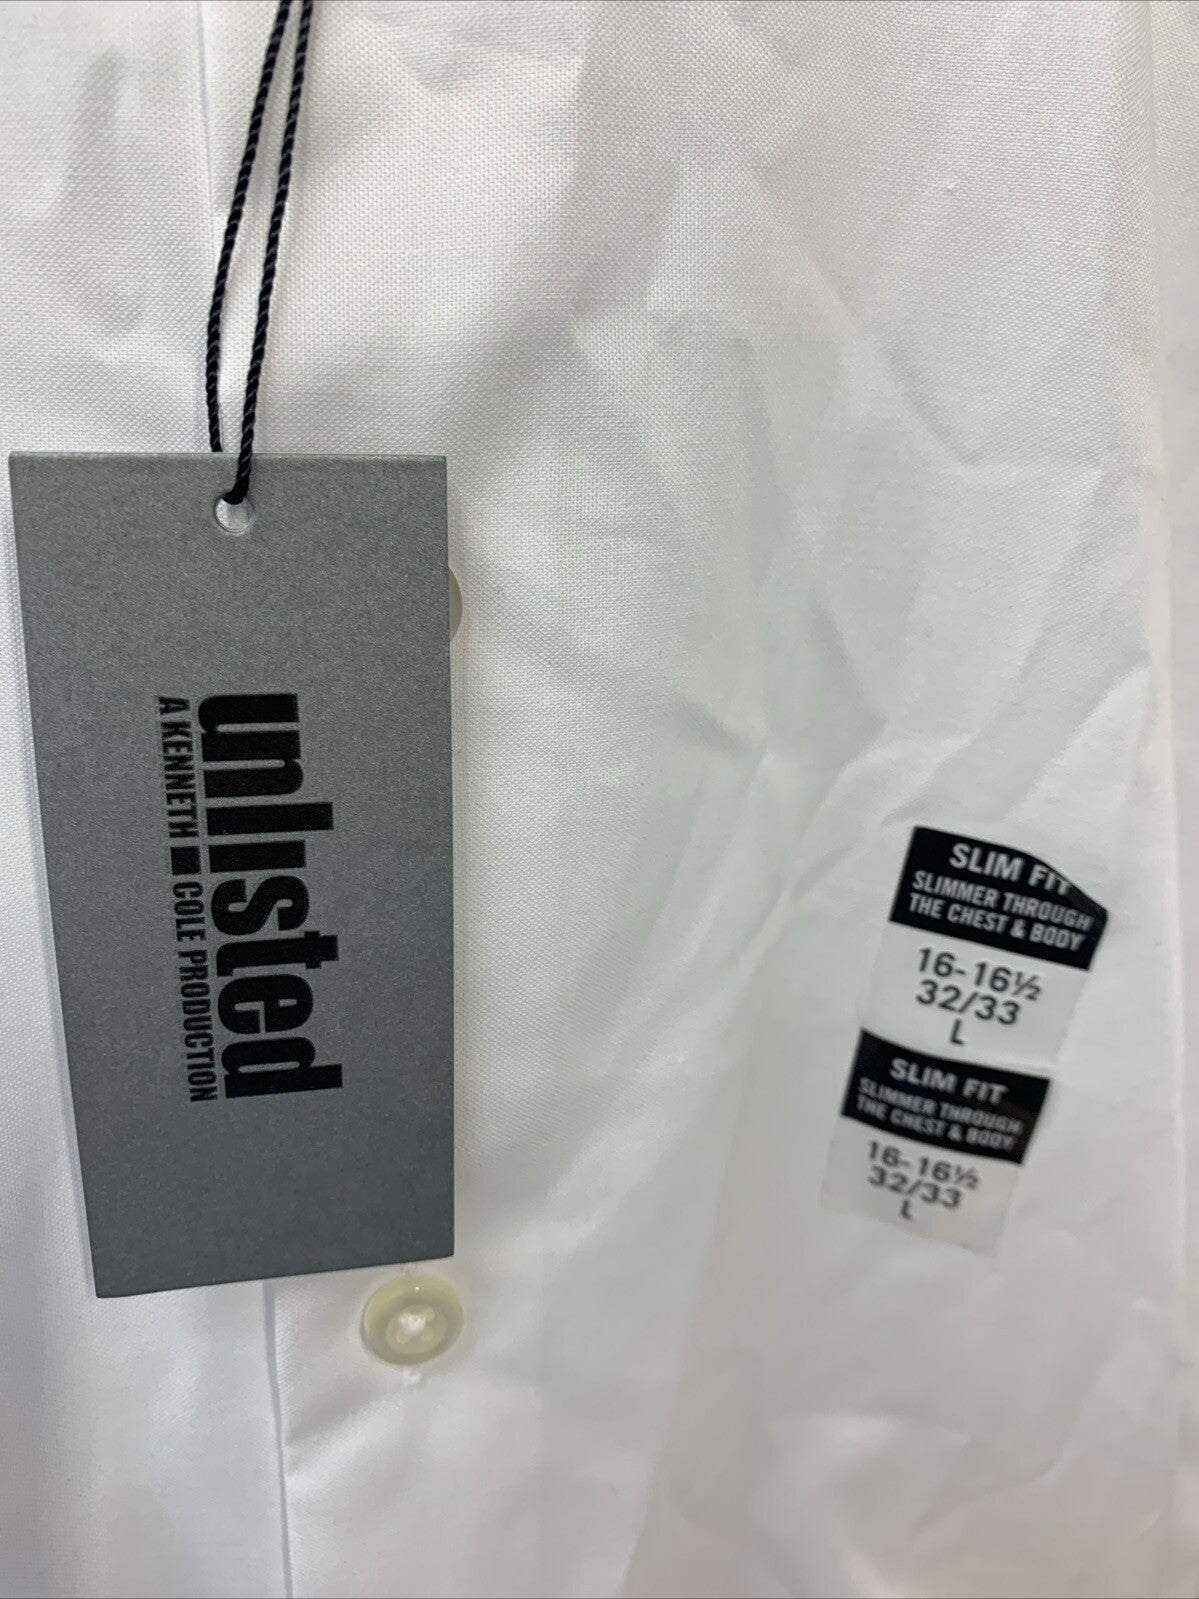 unlisted
A KENNETH COLE PRODUCTION
SLIM FIT
SLIMMER THROUGH
THE CHEST & BODY
16-16½
32/33
L
SLIM FIT
SLIMMER THROUGH
THE CHEST & BODY
16-16½
32/33
L